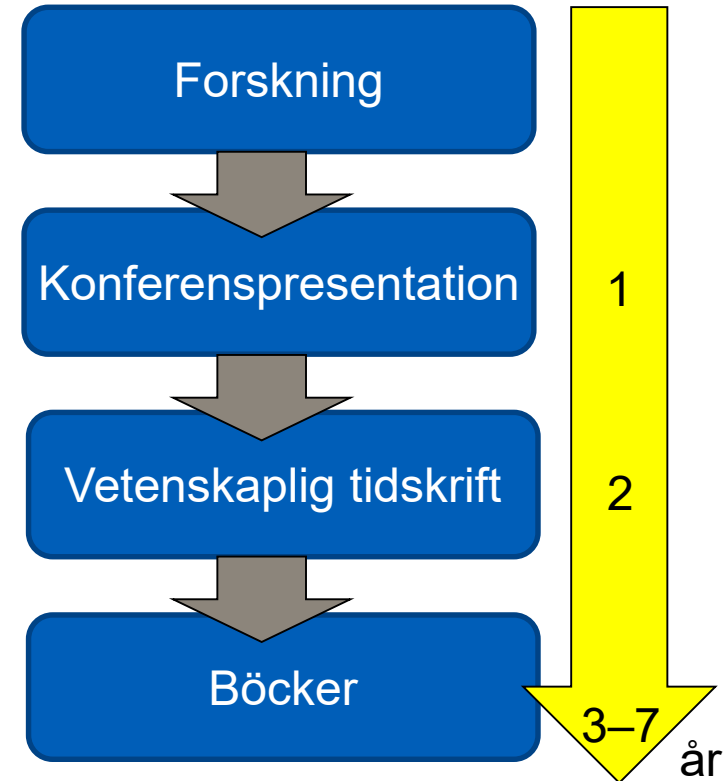 Forskning
Konferenspresentation
1
Vetenskaplig tidskrift
2
Böcker
3–7
år